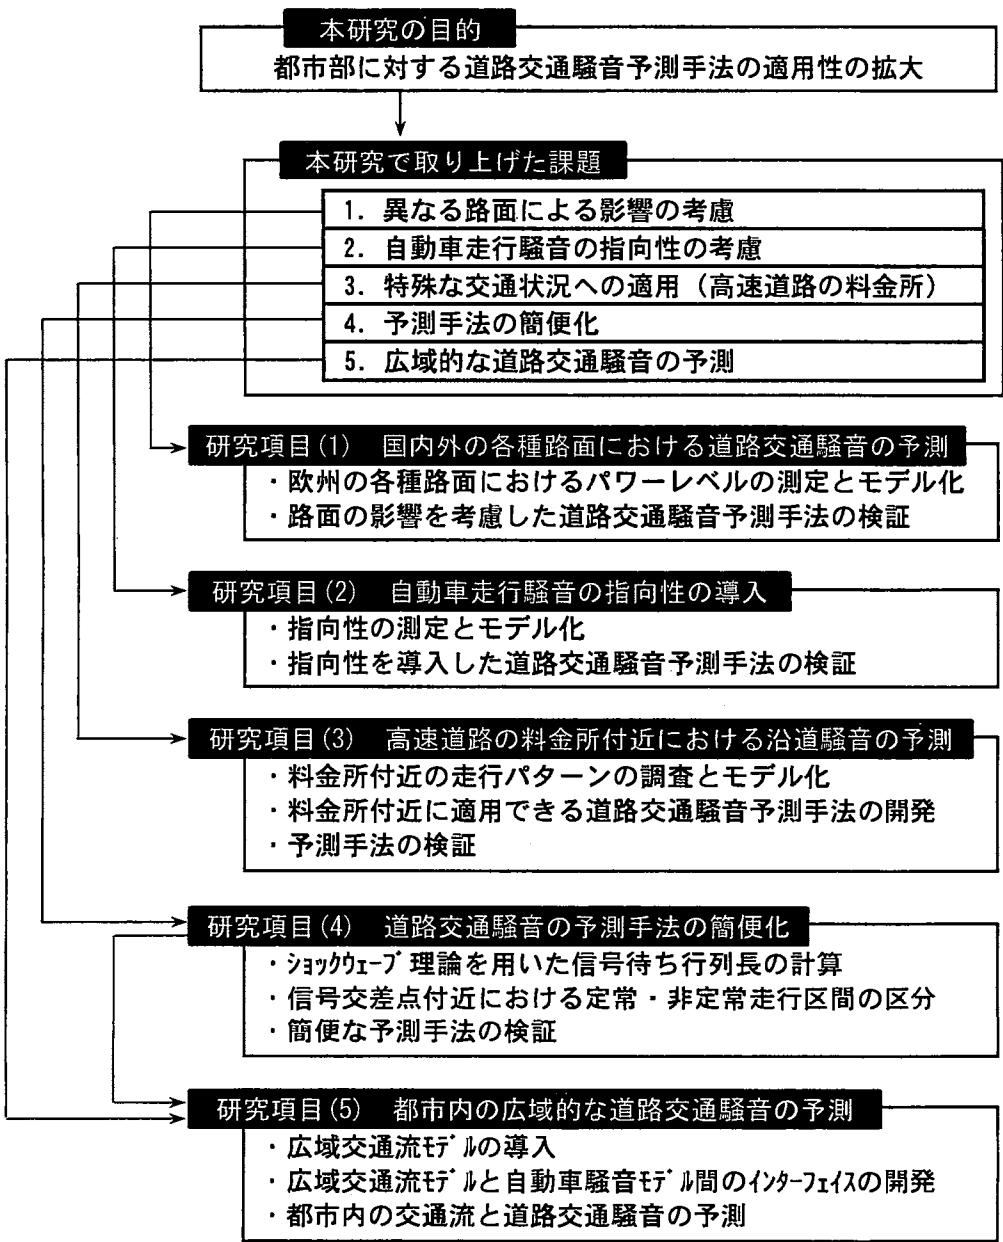 本研究の目的
都市部に対する道路交通騒音予測手法の適用性の拡大
本研究で取り上げた課題
1. 異なる路面による影響の考慮
2. 自動車走行騒音の指向性の考慮
3. 特殊な交通状況への適用（高速道路の料金所）
4. 予測手法の簡便化
5. 広域的な道路交通騒音の予測
研究項目(1)　国内外の各種路面における道路交通騒音の予測
・欧州の各種路面におけるパワーレベルの測定とモデル化
・路面の影響を考慮した道路交通騒音予測手法の検証
研究項目(2)　自動車走行騒音の指向性の導入
・指向性の測定とモデル化
・指向性を導入した道路交通騒音予測手法の検証
研究項目(3)　高速道路の料金所付近における沿道騒音の予測
・料金所付近の走行パターンの調査とモデル化
・料金所付近に適用できる道路交通騒音予測手法の開発
・予測手法の検証
研究項目(4)　道路交通騒音の予測手法の簡便化
・ｼｮｯｸｳｪｰﾌﾞ理論を用いた信号待ち行列長の計算
・信号交差点付近における定常・非定常走行区間の区分
・簡便な予測手法の検証
研究項目(5)　都市内の広域的な道路交通騒音の予測
・広域交通流ﾓﾃﾞﾙの導入
・広域交通流ﾓﾃﾞﾙと自動車騒音ﾓﾃﾞﾙ間のｲﾝﾀｰﾌｪｲｽの開発
・都市内の交通流と道路交通騒音の予測